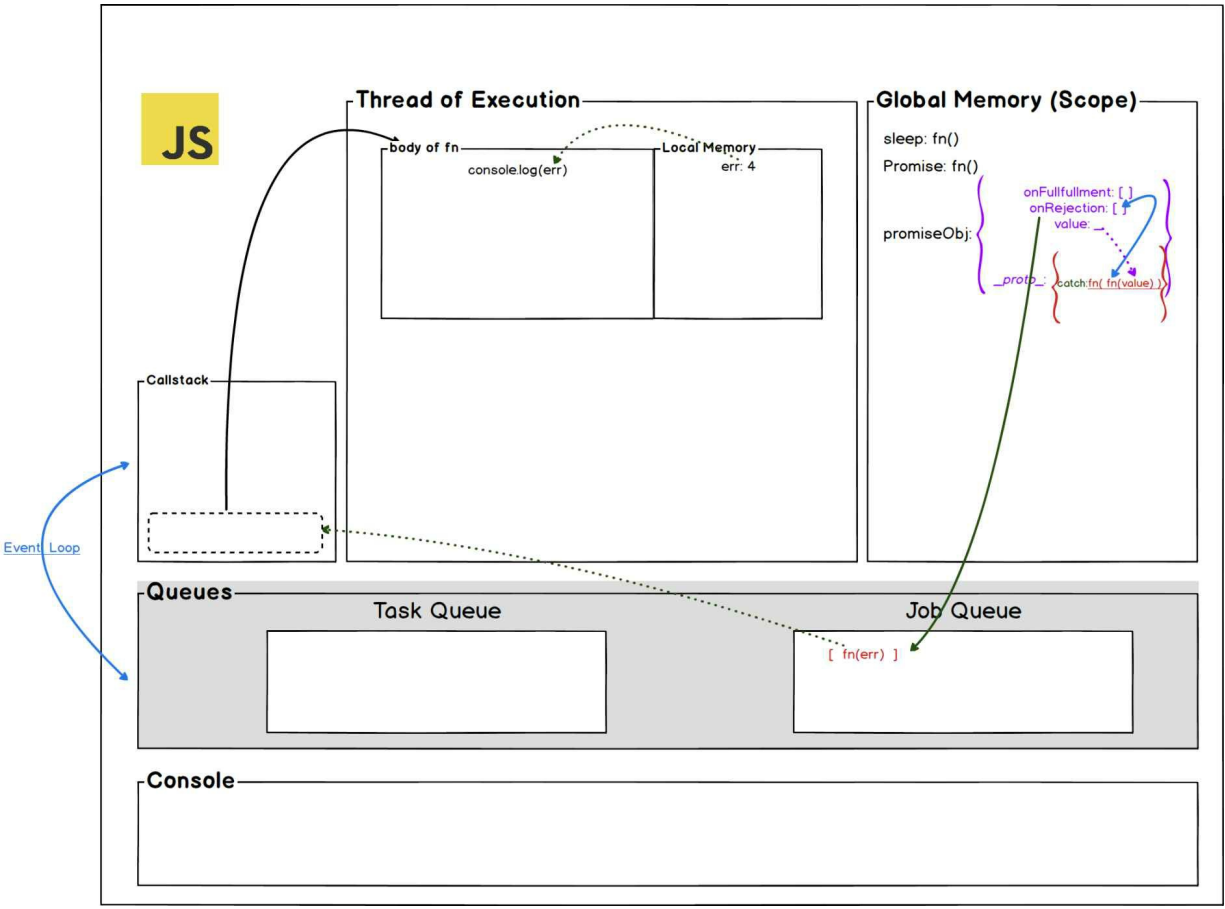 JS
Thread of Execution
body of fn
console.log(err)
Local Memory
err: 4
Global Memory (Scope)
sleep: fn()
Promise: fn()
promiseObj:
onFullfullment: [ ]
onRejection: [ ]
value: _
_proto_:
catch:fn( fn(value) )
Callstack
Event Loop
Queues
Task Queue
Job Queue
[ fn(err) ]
Console